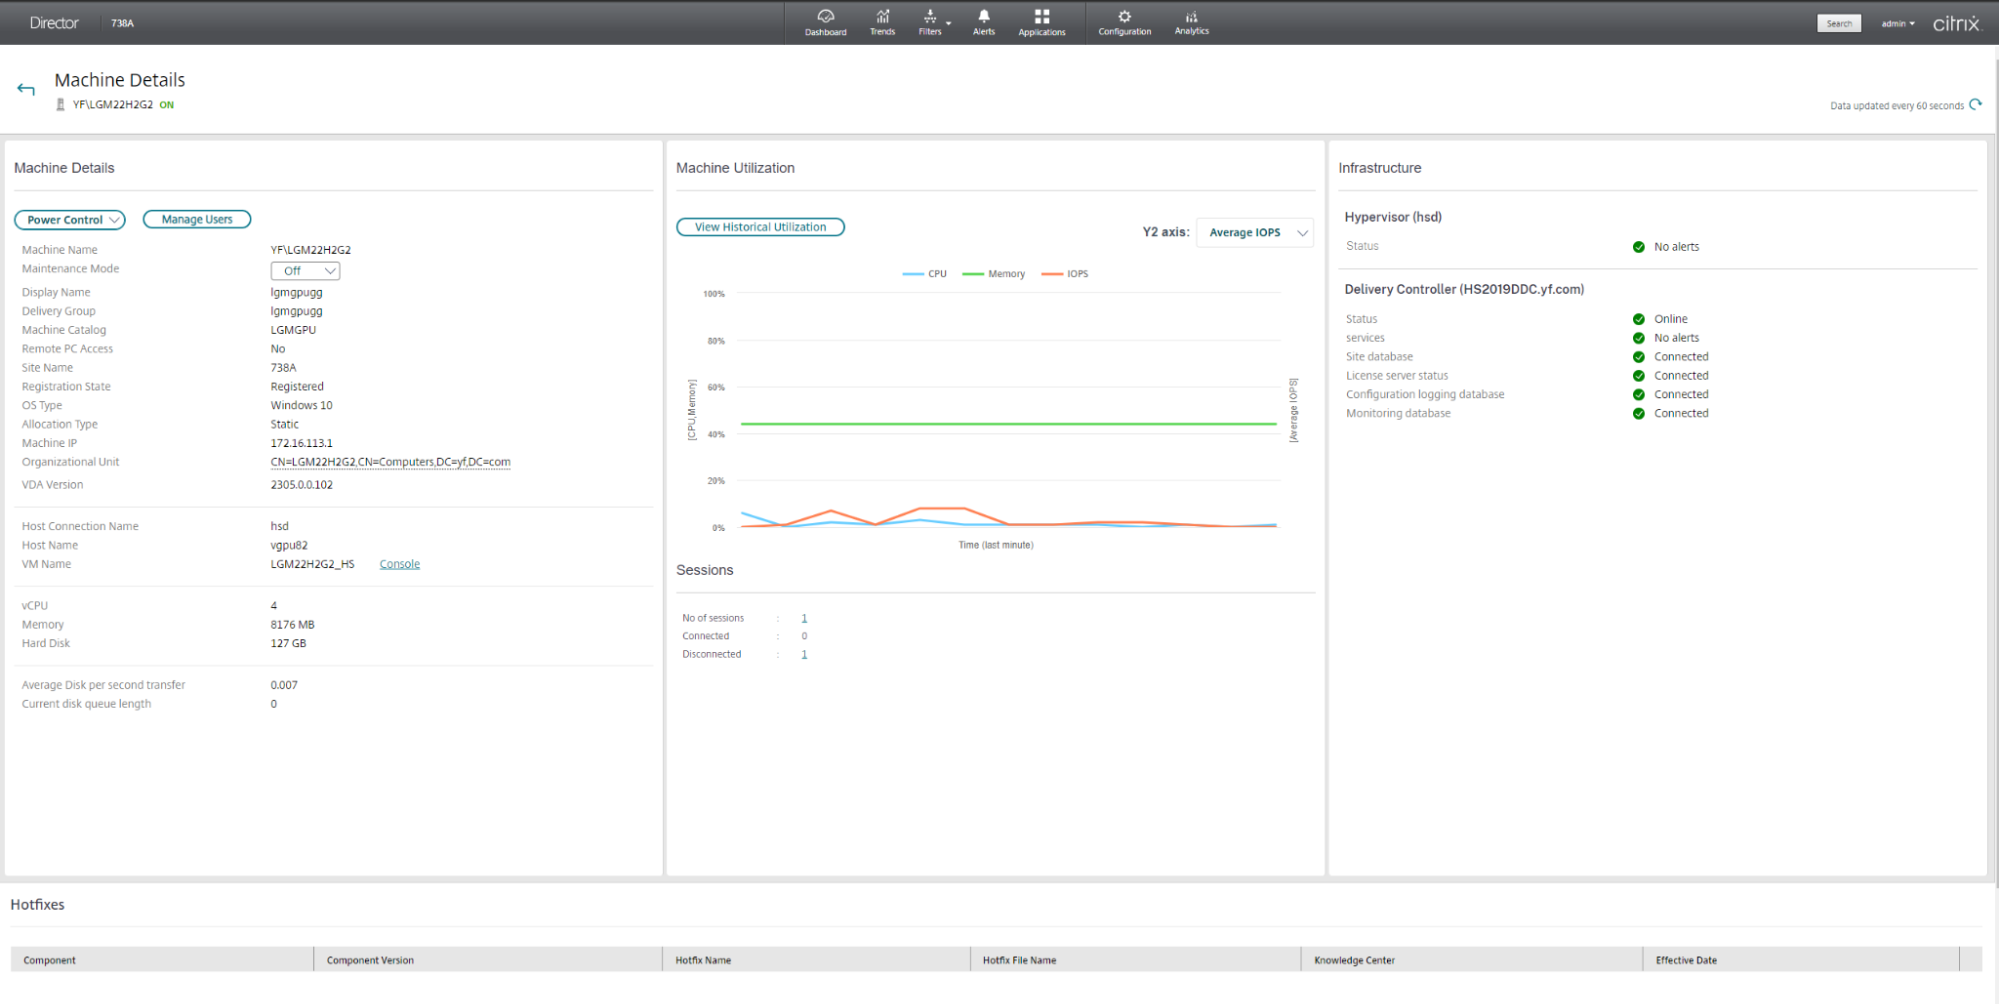 Director 738A Dashboard Trends Filters Alerts Applications Configuration Analytics Search admin citrix
Machine Details
YF\LGM22H2G2 ON
Data updated every 60 seconds
Machine Details
Power Control Manage Users
Machine Name YF\LGM22H2G2
Maintenance Mode Off
Display Name lgmgpugg
Delivery Group lgmgpugg
Machine Catalog LGMGPU
Remote PC Access No
Site Name 738A
Registration State Registered
OS Type Windows 10
Allocation Type Static
Machine IP 172.16.113.1
Organizational Unit CN=LGM22H2G2,CN=Computers,DC=yf,DC=com
VDA Version 2305.0.0.102
Host Connection Name hsd
Host Name vgpu82
VM Name LGM22H2G2_HS Console
vCPU 4
Memory 8176 MB
Hard Disk 127 GB
Average Disk per second transfer 0.007
Current disk queue length 0
Machine Utilization
View Historical Utilization Y2 axis: Average IOPS
CPU Memory IOPS
100%
80%
60%
40%
20%
0%
[CPU,Memory]
[Average IOPS]
Time (last minute)
Sessions
No of sessions : 1
Connected : 0
Disconnected : 1
Infrastructure
Hypervisor (hsd)
Status No alerts
Delivery Controller (HS2019DDC.yf.com)
Status Online
services No alerts
Site database Connected
License server status Connected
Configuration logging database Connected
Monitoring database Connected
Hotfixes
Component Component Version Hotfix Name Hotfix File Name Knowledge Center Effective Date